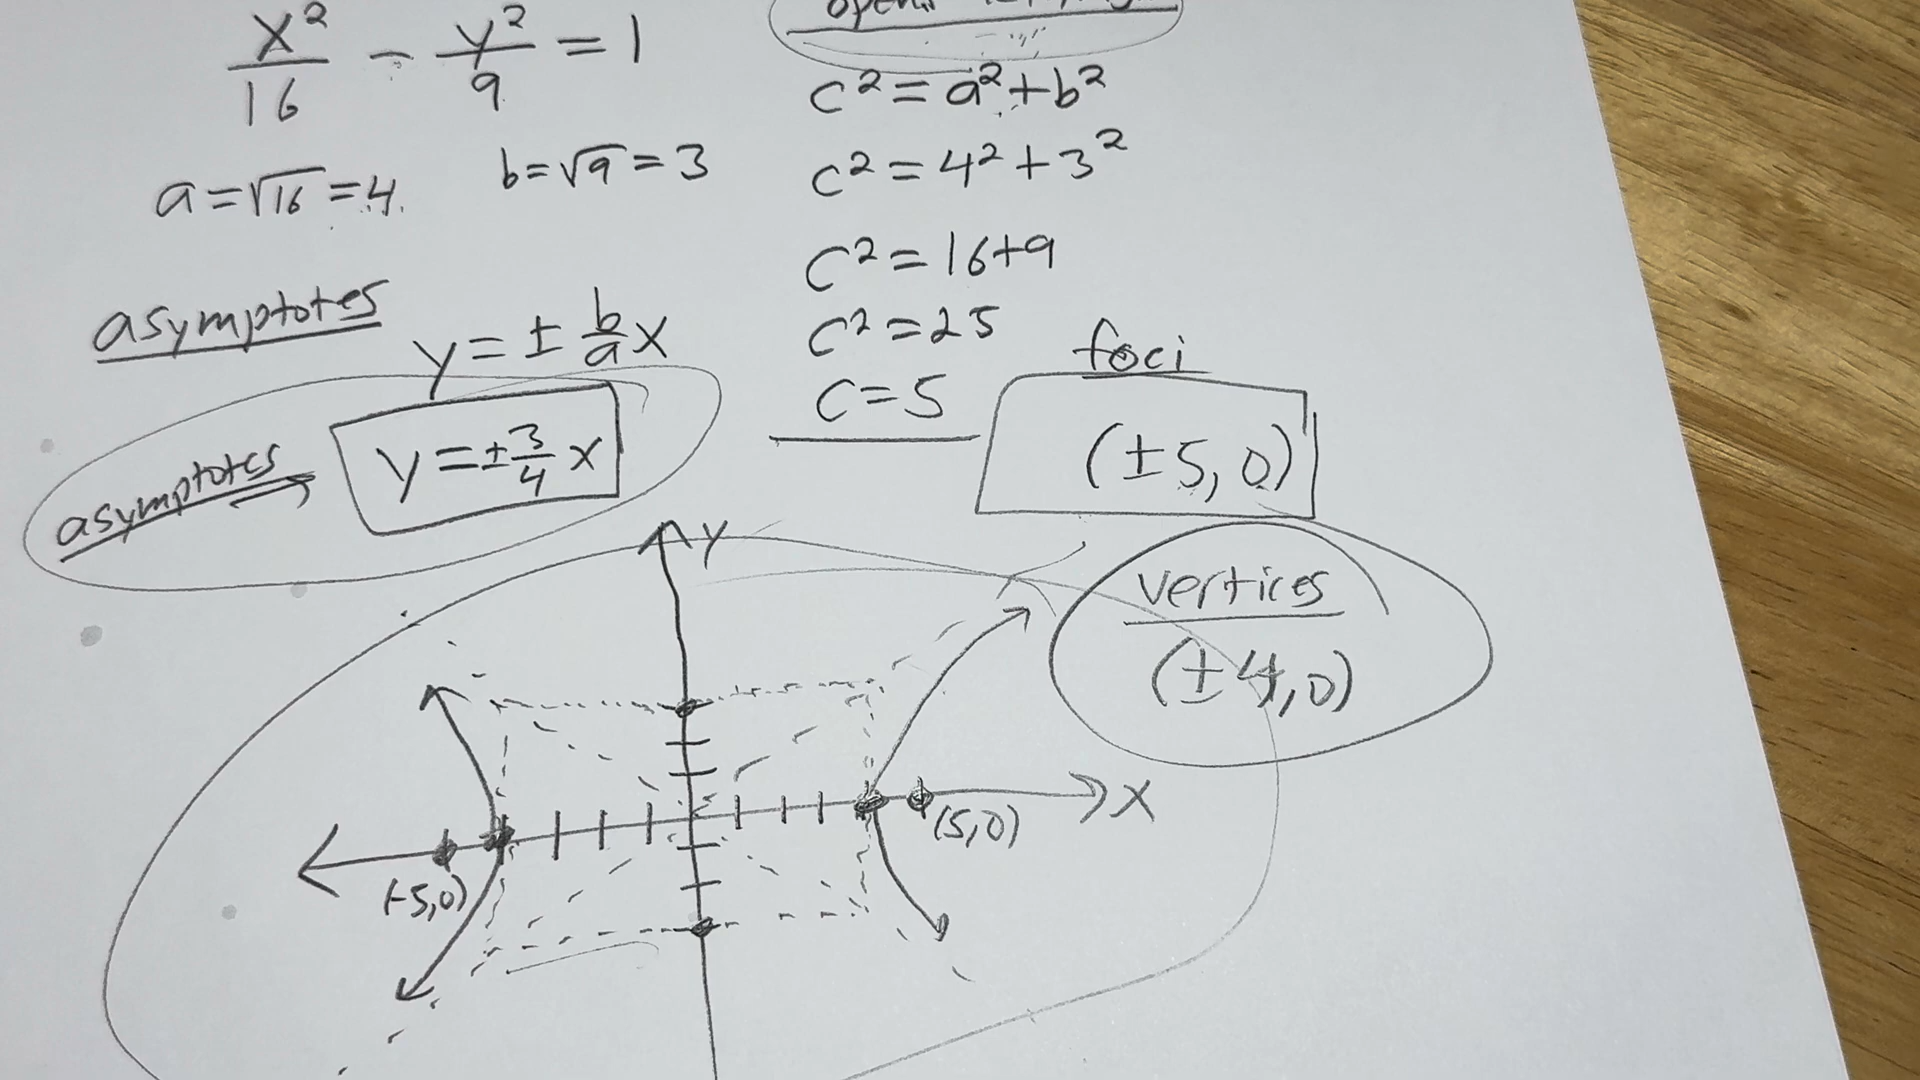 x²/16 - y²/9 = 1
a=√16=4
b=√9=3
c²=a²+b²
c²=4²+3²
c²=16+9
c²=25
c=5
asymptotes
y=± b/a x
asymptotes → y=± 3/4 x
foci
(±5,0)
vertices
(±4,0)
y
x
(5,0)
(-5,0)